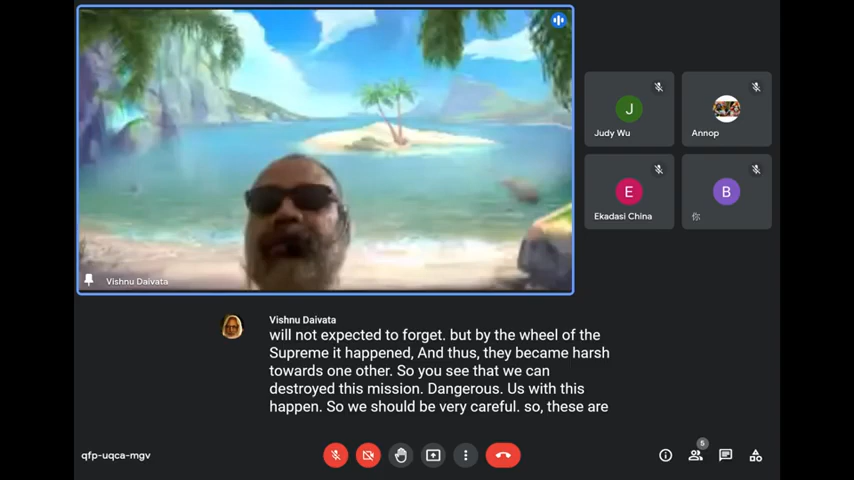 J
Judy Wu
Annop
E
Ekadasi China
B
你
Vishnu Daivata
Vishnu Daivata
will not expected to forget. but by the wheel of the
Supreme it happened, And thus, they became harsh
towards one other. So you see that we can
destroyed this mission. Dangerous. Us with this
happen. So we should be very careful. so, these are
qfp-uqca-mgv
5